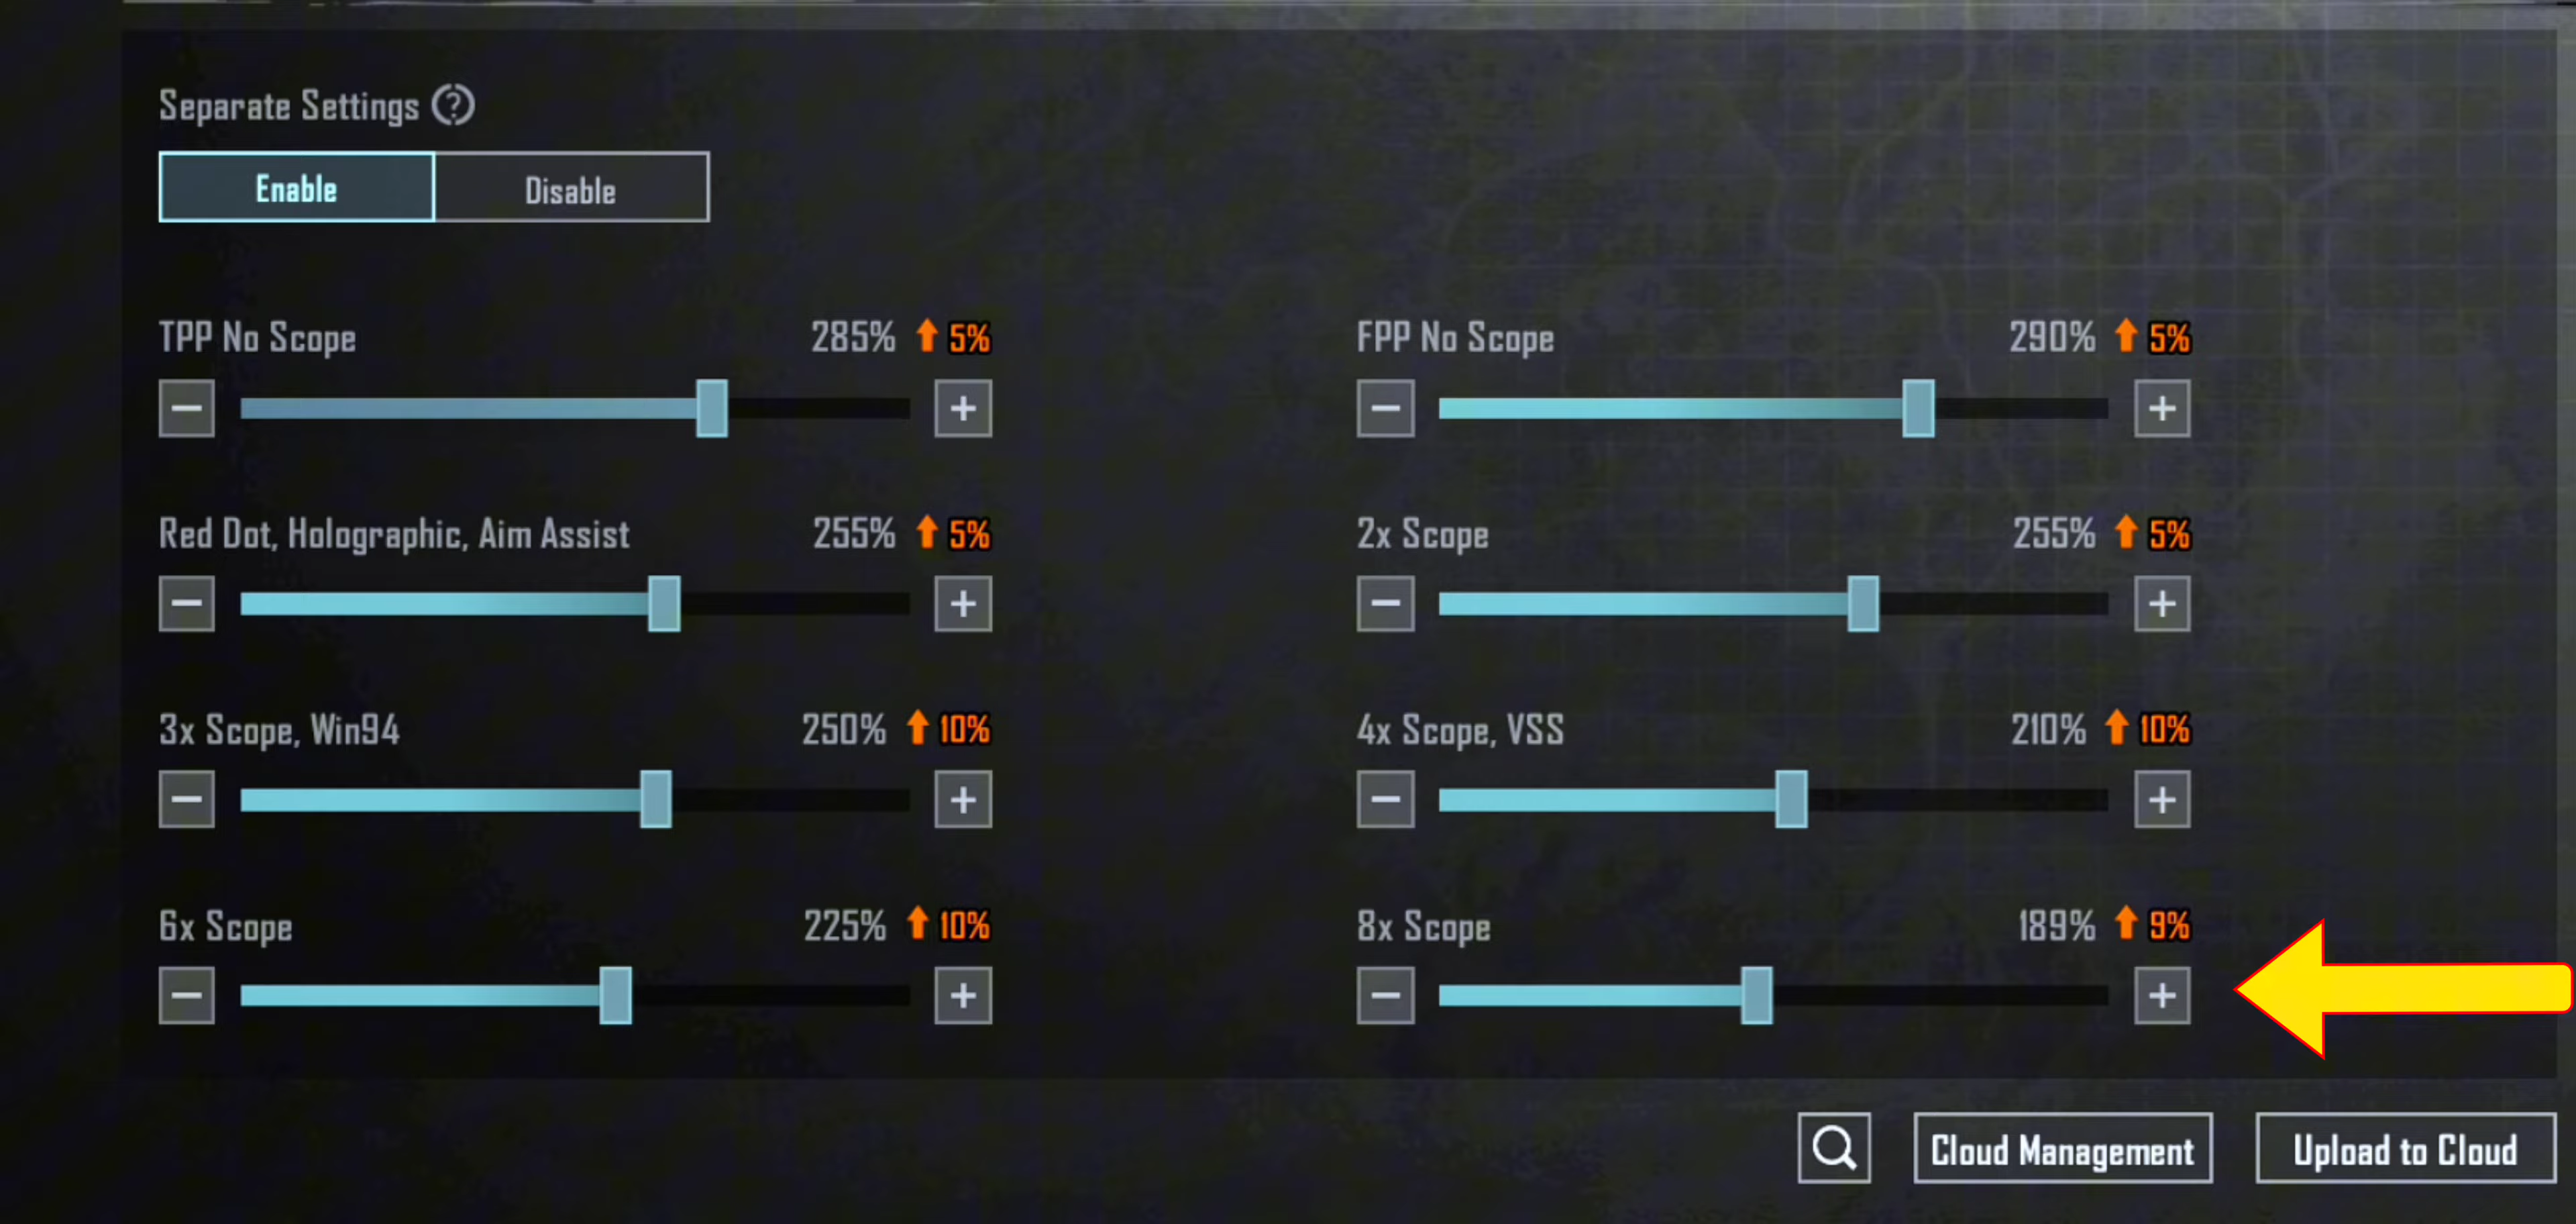 Separate Settings ?
Enable Disable
TPP No Scope 285% 5%
FPP No Scope 290% 5%
Red Dot, Holographic, Aim Assist 255% 5%
2x Scope 255% 5%
3x Scope, Win94 250% 10%
4x Scope, VSS 210% 10%
6x Scope 225% 10%
8x Scope 189% 9%
Cloud Management
Upload to Cloud